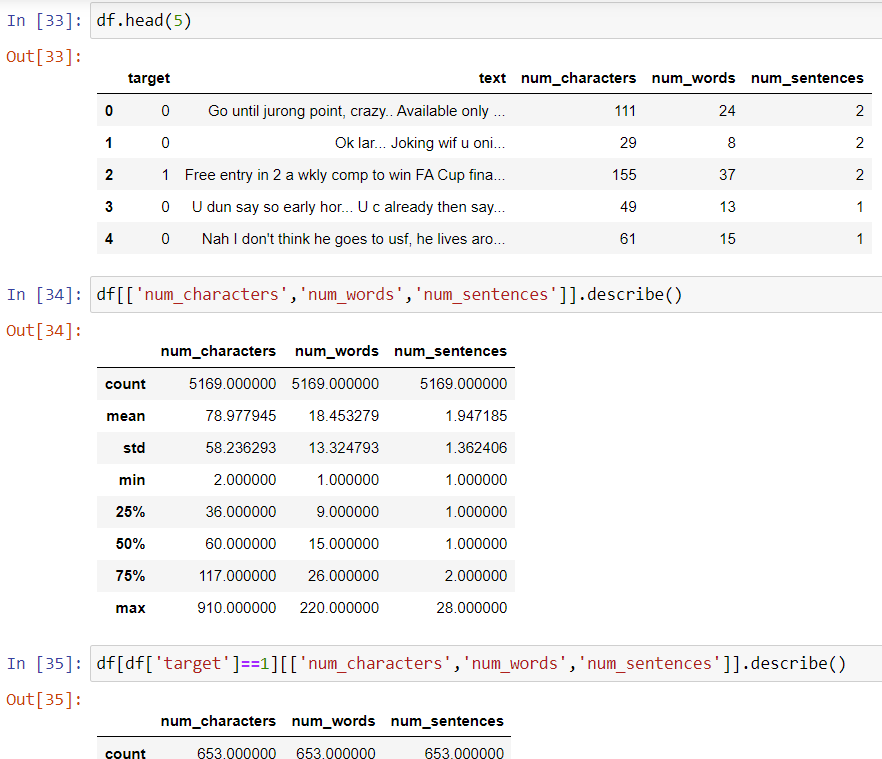 In [33]: df.head(5)
Out[33]:
target text num_characters num_words num_sentences
0 0 Go until jurong point, crazy.. Available only ... 111 24 2
1 0 Ok lar... Joking wif u oni... 29 8 2
2 1 Free entry in 2 a wkly comp to win FA Cup fina... 155 37 2
3 0 U dun say so early hor... U c already then say... 49 13 1
4 0 Nah I don't think he goes to usf, he lives aro... 61 15 1
In [34]: df[['num_characters','num_words','num_sentences']].describe()
Out[34]:
num_characters num_words num_sentences
count 5169.000000 5169.000000 5169.000000
mean 78.977945 18.453279 1.947185
std 58.236293 13.324793 1.362406
min 2.000000 1.000000 1.000000
25% 36.000000 9.000000 1.000000
50% 60.000000 15.000000 1.000000
75% 117.000000 26.000000 2.000000
max 910.000000 220.000000 28.000000
In [35]: df[df['target']==1][['num_characters','num_words','num_sentences']].describe()
Out[35]:
num_characters num_words num_sentences
count 653.000000 653.000000 653.000000